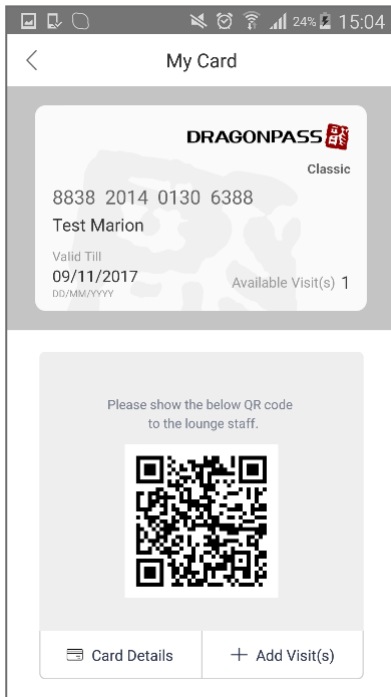 24% 15:04
My Card
DRAGONPASS
Classic
8838 2014 0130 6388
Test Marion
Valid Till
09/11/2017
DD/MM/YYYY
Available Visit(s) 1
Please show the below QR code
to the lounge staff.
Card Details
Add Visit(s)